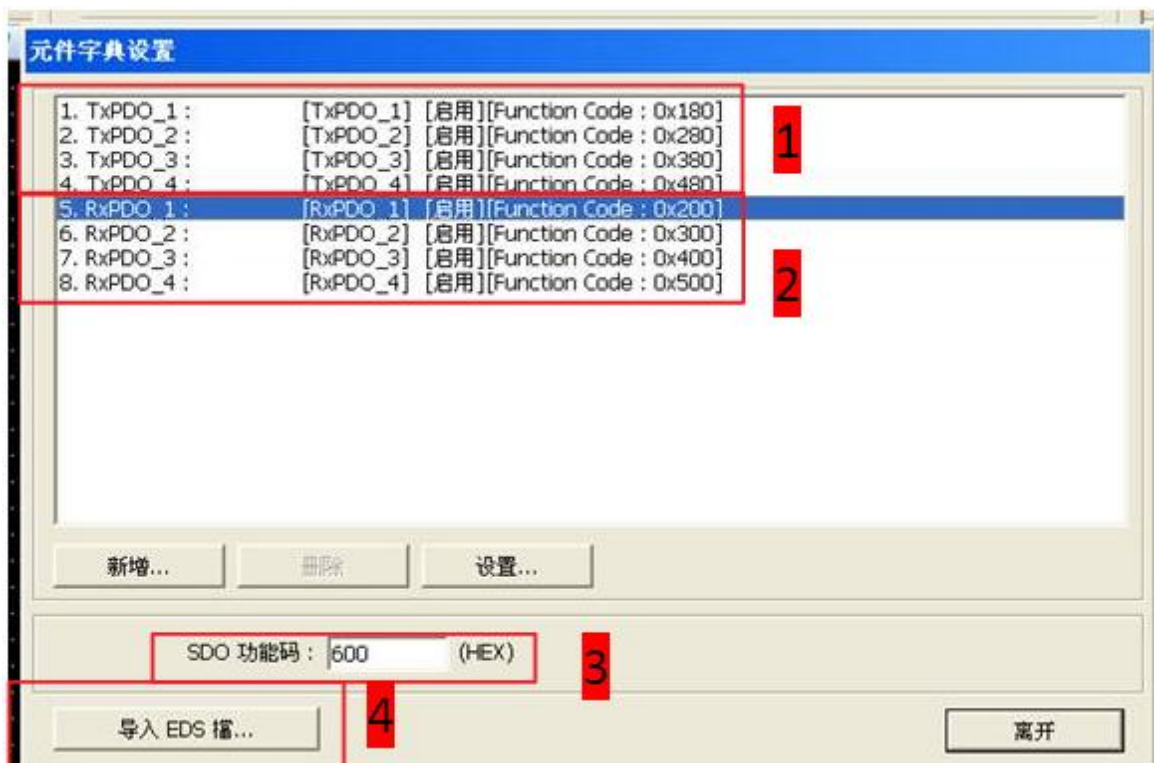 元件字典设置
1. TxPDO_1 : [TxPDO_1] [启用][Function Code : 0x180]
2. TxPDO_2 : [TxPDO_2] [启用][Function Code : 0x280]
3. TxPDO_3 : [TxPDO_3] [启用][Function Code : 0x380]
4. TxPDO_4 : [TxPDO_4] [启用][Function Code : 0x480]
1
5. RxPDO_1 : [RxPDO_1] [启用][Function Code : 0x200]
6. RxPDO_2 : [RxPDO_2] [启用][Function Code : 0x300]
7. RxPDO_3 : [RxPDO_3] [启用][Function Code : 0x400]
8. RxPDO_4 : [RxPDO_4] [启用][Function Code : 0x500]
2
新增... 删除 设置...
SDO 功能码 : 600 (HEX)
3
导入 EDS 檔... 4 离开